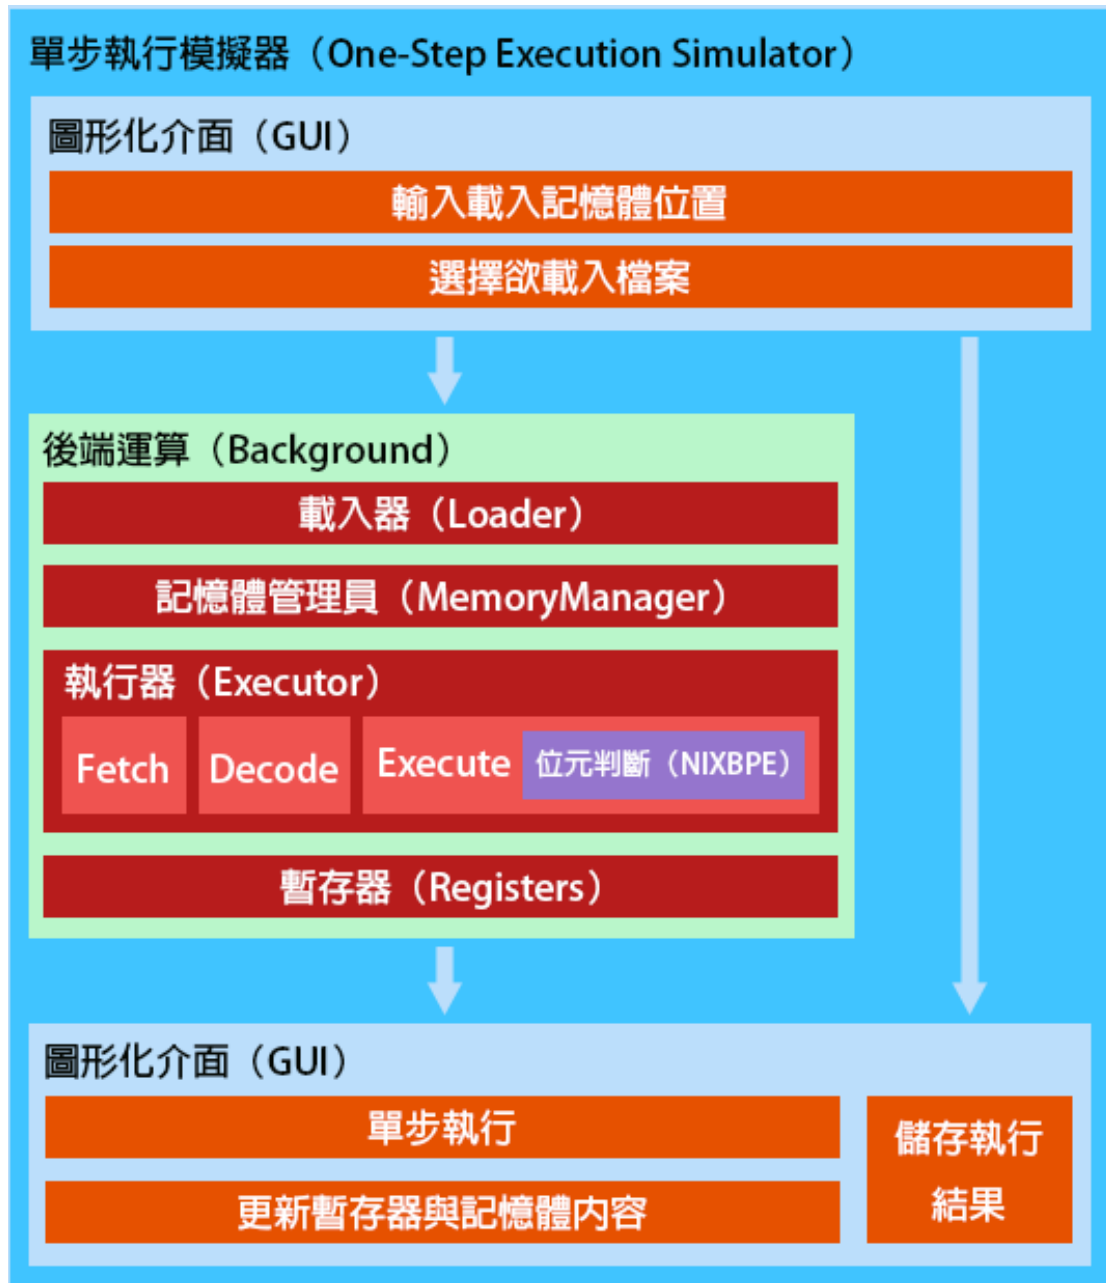 單步執行模擬器（One-Step Execution Simulator）
圖形化介面（GUI）
輸入載入記憶體位置
選擇欲載入檔案
後端運算（Background）
載入器（Loader）
記憶體管理員（MemoryManager）
執行器（Executor）
Fetch
Decode
Execute
位元判斷（NIXBPE）
暫存器（Registers）
圖形化介面（GUI）
單步執行
更新暫存器與記憶體內容
儲存執行
結果